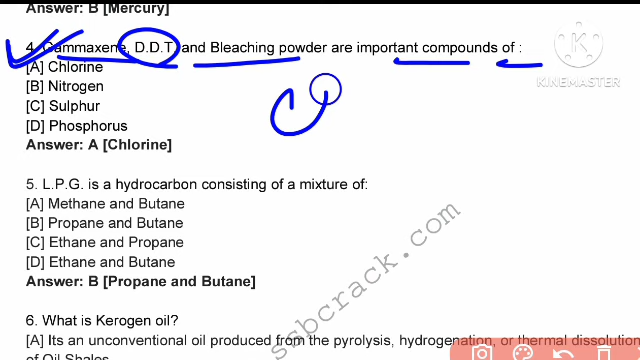 Answer: B [Mercury]
4. Gammaxene, D.D.T. and Bleaching powder are important compounds of :
[A] Chlorine
[B] Nitrogen
[C] Sulphur
[D] Phosphorus
Answer: A [Chlorine]
5. L.P.G. is a hydrocarbon consisting of a mixture of:
[A] Methane and Butane
[B] Propane and Butane
[C] Ethane and Propane
[D] Ethane and Butane
Answer: B [Propane and Butane]
6. What is Kerogen oil?
[A] Its an unconventional oil produced from the pyrolysis, hydrogenation, or thermal dissolution
of Oil Shales
KINEMASTER
ssbcrack.com